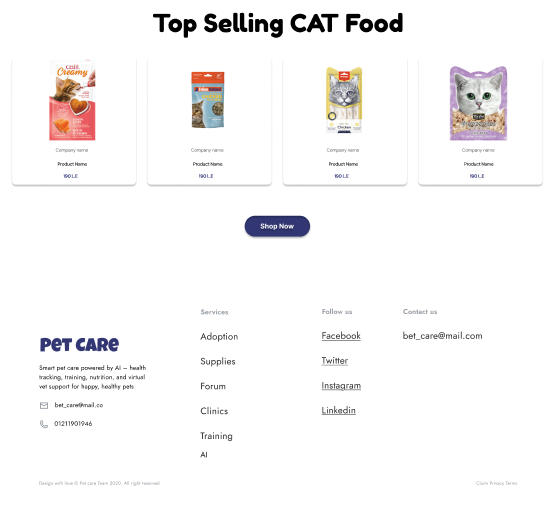 Top Selling CAT Food
Creamy
Chicken
Company name
Product Name
190 L.E
Company name
Product Name
190 L.E
Company name
Product Name
190 L.E
Company name
Product Name
190 L.E
Shop Now
Pet Care
Smart pet care powered by AI – health
tracking, training, nutrition, and virtual
vet support for happy, healthy pets
bet_care@mail.co
01211901946
Services
Adoption
Supplies
Forum
Clinics
Training
AI
Follow us
Facebook
Twitter
Instagram
Linkedin
Contact us
bet_care@mail.com
Design with love © Pet care Team 2020. All right reserved
Privacy Terms